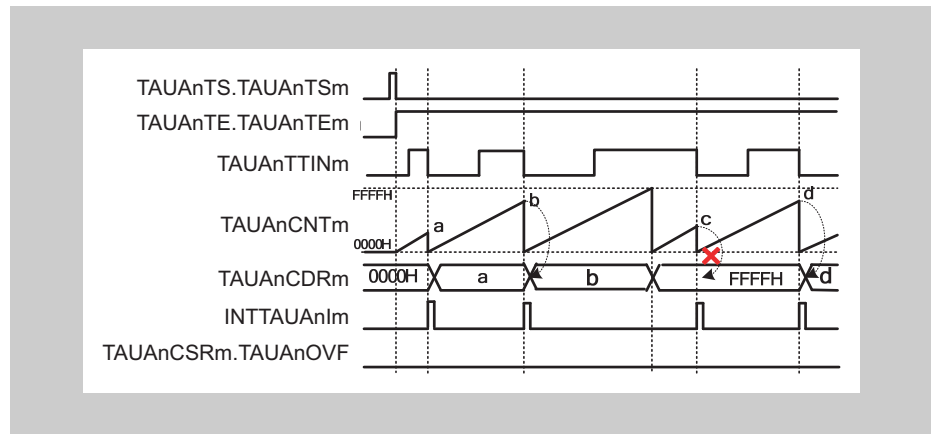 TAUAnTS.TAUAnTSm
TAUAnTE.TAUAnTEm
TAUAnTTINm
FFFFH
TAUAnCNTm
a
b
c
d
0000H
TAUAnCDRm
0000H a b FFFFH d
INTTAUAnIm
TAUAnCSRm.TAUAnOVF